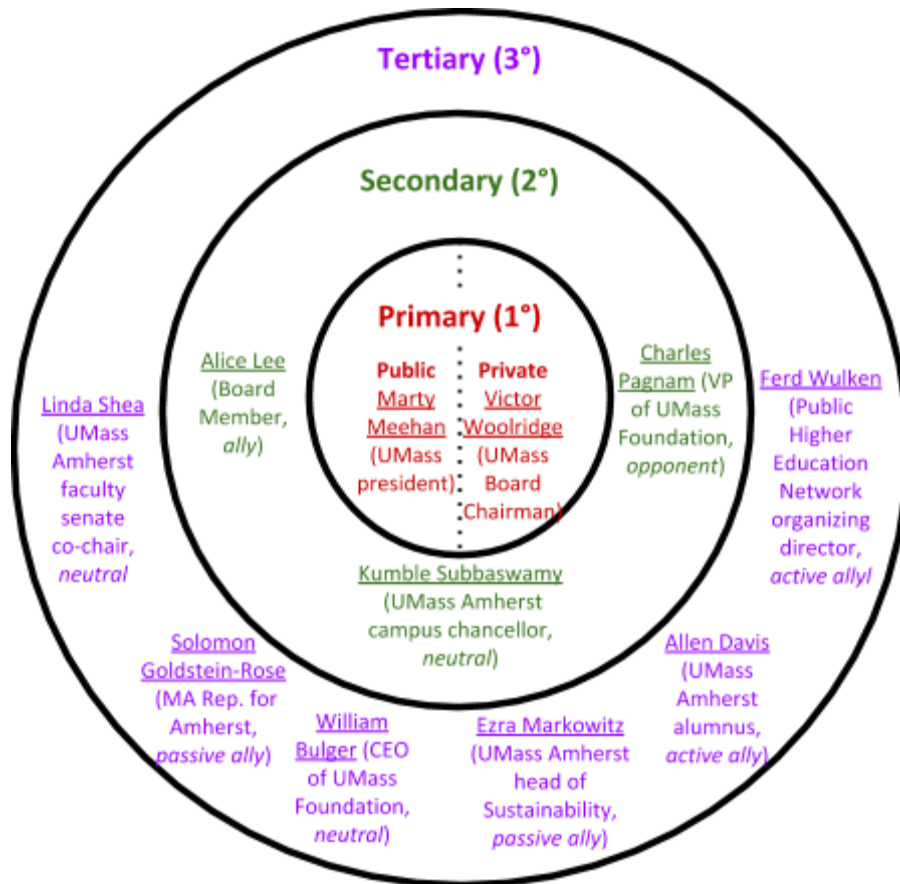 Tertiary (3°)
Secondary (2°)
Primary (1°)
Public
Marty
Meehan
(UMass
president)
Private
Victor
Woolridge
(UMass
Board
Chairman)
Alice Lee
(Board
Member,
ally)
Charles
Pagnam (VP
of UMass
Foundation,
opponent)
Kumble Subbaswamy
(UMass Amherst
campus chancellor,
neutral)
Linda Shea
(UMass
Amherst
faculty
senate
co-chair,
neutral
Ferd Wulken
(Public
Higher
Education
Network
organizing
director,
active allyl
Solomon
Goldstein-Rose
(MA Rep. for
Amherst,
passive ally)
William
Bulger (CEO
of UMass
Foundation,
neutral)
Ezra Markowitz
(UMass Amherst
head of
Sustainability,
passive ally)
Allen Davis
(UMass
Amherst
alumnus,
active ally)